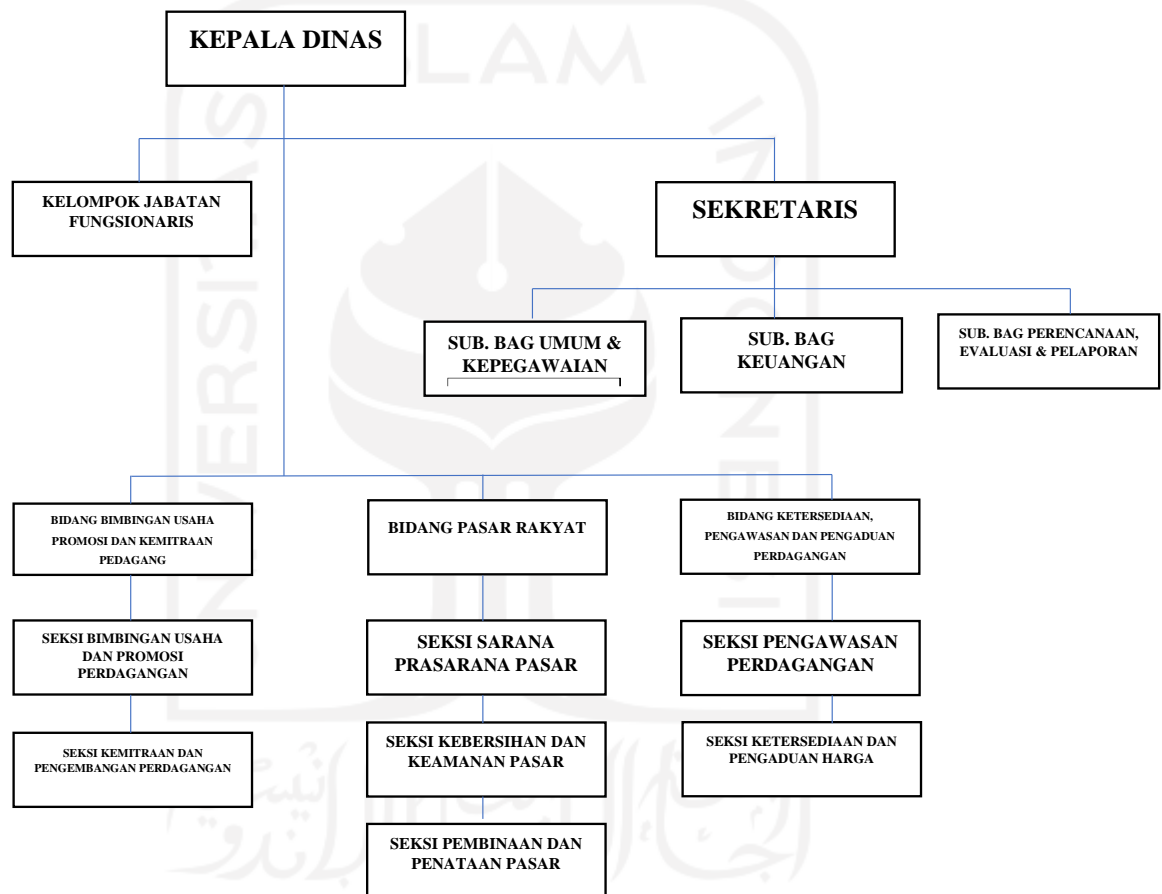 KEPALA DINAS
KELOMPOK JABATAN
FUNGSIONARIS
SEKRETARIS
SUB. BAG UMUM &
KEPEGAWAIAN
SUB. BAG
KEUANGAN
SUB. BAG PERENCANAAN,
EVALUASI & PELAPORAN
BIDANG BIMBINGAN USAHA
PROMOSI DAN KEMITRAAN
PEDAGANG
BIDANG PASAR RAKYAT
BIDANG KETERSEDIAAN,
PENGAWASAN DAN PENGADUAN
PERDAGANGAN
SEKSI BIMBINGAN USAHA
DAN PROMOSI
PERDAGANGAN
SEKSI SARANA
PRASARANA PASAR
SEKSI PENGAWASAN
PERDAGANGAN
SEKSI KEMITRAAN DAN
PENGEMBANGAN PERDAGANGAN
SEKSI KEBERSIHAN DAN
KEAMANAN PASAR
SEKSI KETERSEDIAAN DAN
PENGADUAN HARGA
SEKSI PEMBINAAN DAN
PENATAAN PASAR